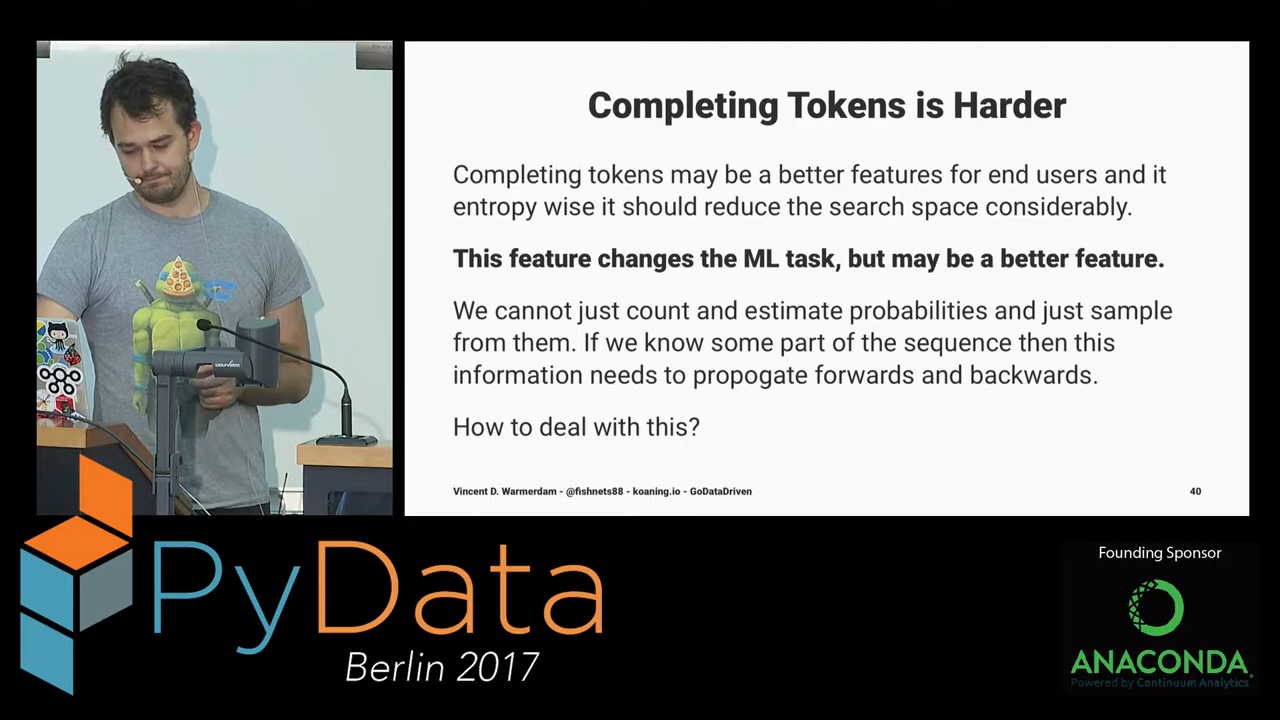 Completing Tokens is Harder
Completing tokens may be a better features for end users and it
entropy wise it should reduce the search space considerably.
This feature changes the ML task, but may be a better feature.
We cannot just count and estimate probabilities and just sample
from them. If we know some part of the sequence then this
information needs to propogate forwards and backwards.
How to deal with this?
Vincent D. Warmerdam - @fishnets88 - koaning.io - GoDataDriven
40
PyData
Berlin 2017
Founding Sponsor
ANACONDA
Powered by Continuum Analytics